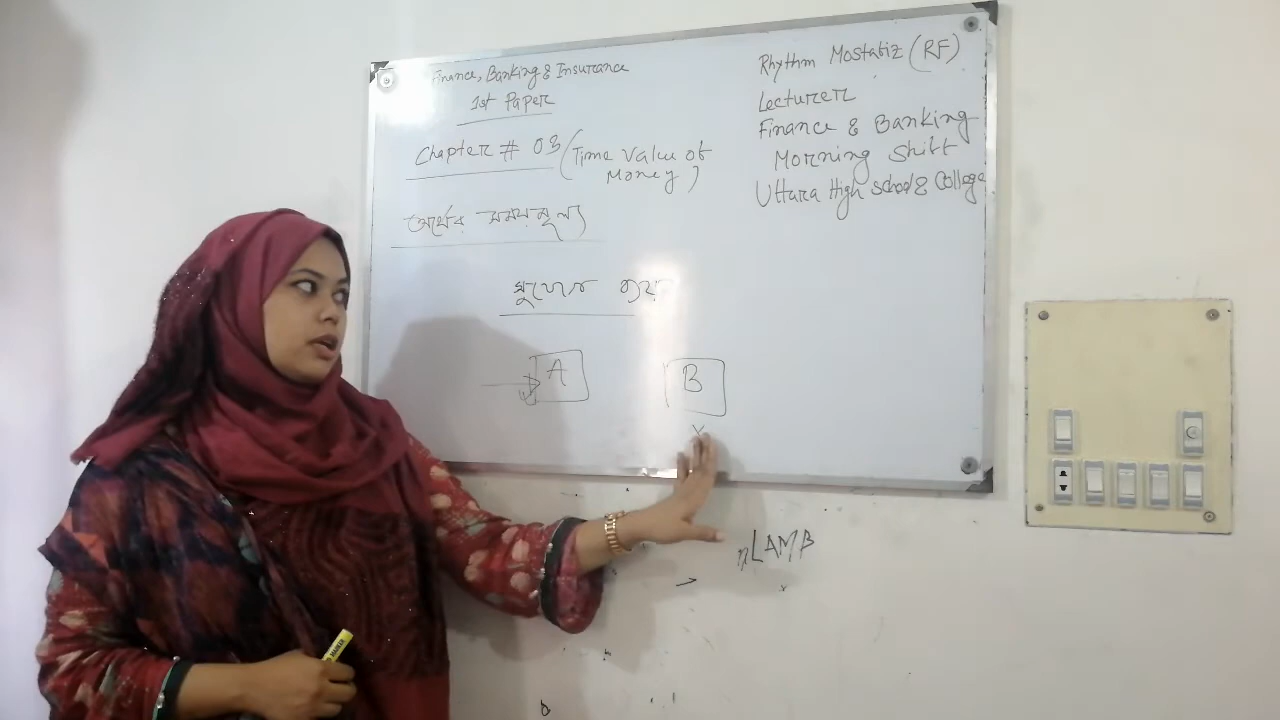 Finance, Banking & Insurance
1st Paper
Chapter # 03 (Time Value of
Money)
অর্থের সময়মূল্য
সুযোগ ব্যয়
A
B
Rhythm Mostafiz (RF)
Lecturer
Finance & Banking
Morning Shift
Uttara High School & College
LAMB